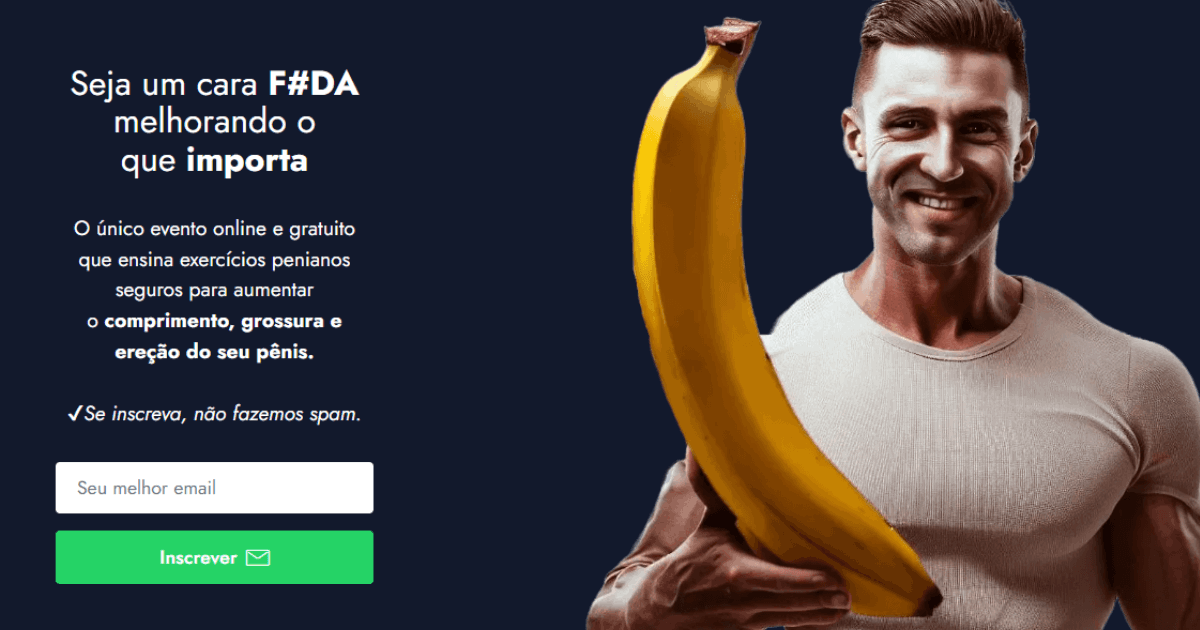 Seja um cara F#DA
melhorando o
que importa
O único evento online e gratuito
que ensina exercícios penianos
seguros para aumentar
o comprimento, grossura e
ereção do seu pênis.
✓Se inscreva, não fazemos spam.
Seu melhor email
Inscrever